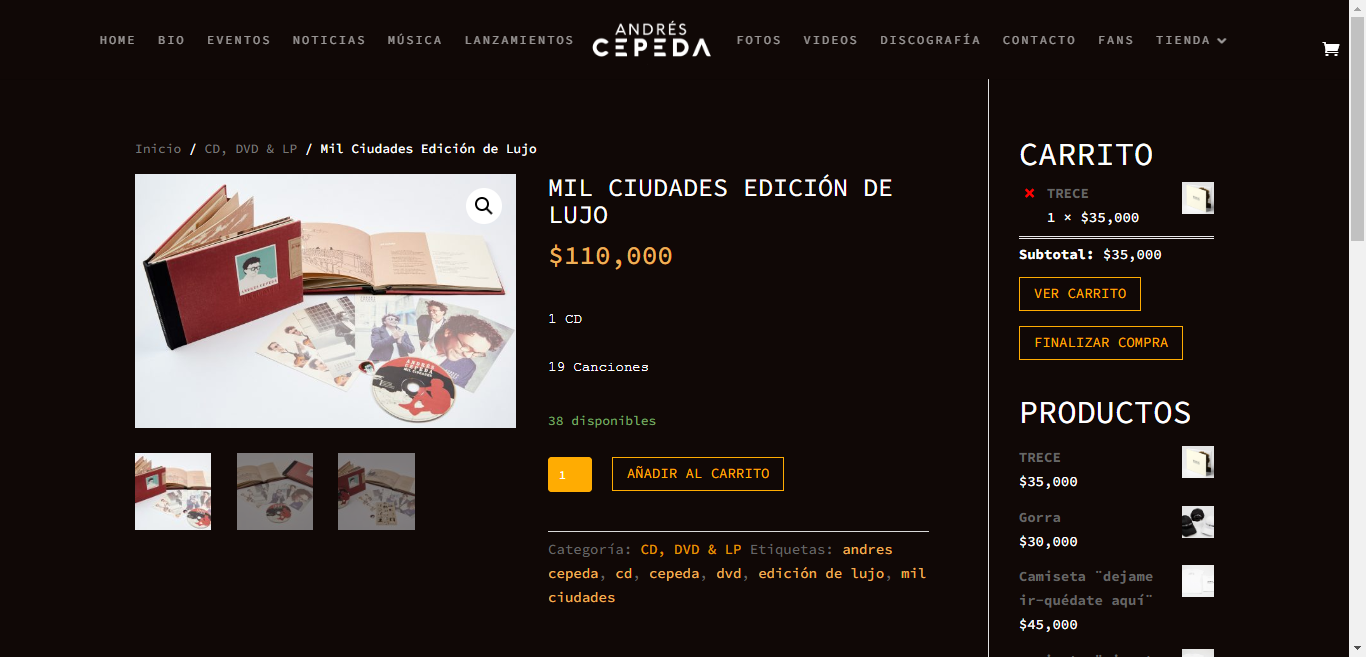 HOME BIO EVENTOS NOTICIAS MÚSICA LANZAMIENTOS
ANDRÉS
CEPEDA
FOTOS VIDEOS DISCOGRAFÍA CONTACTO FANS TIENDA
Inicio / CD, DVD & LP / Mil Ciudades Edición de Lujo
ANDRÉS
CEPEDA
MIL CIUDADES
MIL CIUDADES EDICIÓN DE
LUJO
$110,000
1 CD
19 Canciones
38 disponibles
1
AÑADIR AL CARRITO
Categoría: CD, DVD & LP Etiquetas: andres
cepeda, cd, cepeda, dvd, edición de lujo, mil
ciudades
CARRITO
× TRECE
1 × $35,000
Subtotal: $35,000
VER CARRITO
FINALIZAR COMPRA
PRODUCTOS
TRECE
$35,000
Gorra
$30,000
Camiseta ¨dejame
ir-quédate aquí¨
$45,000